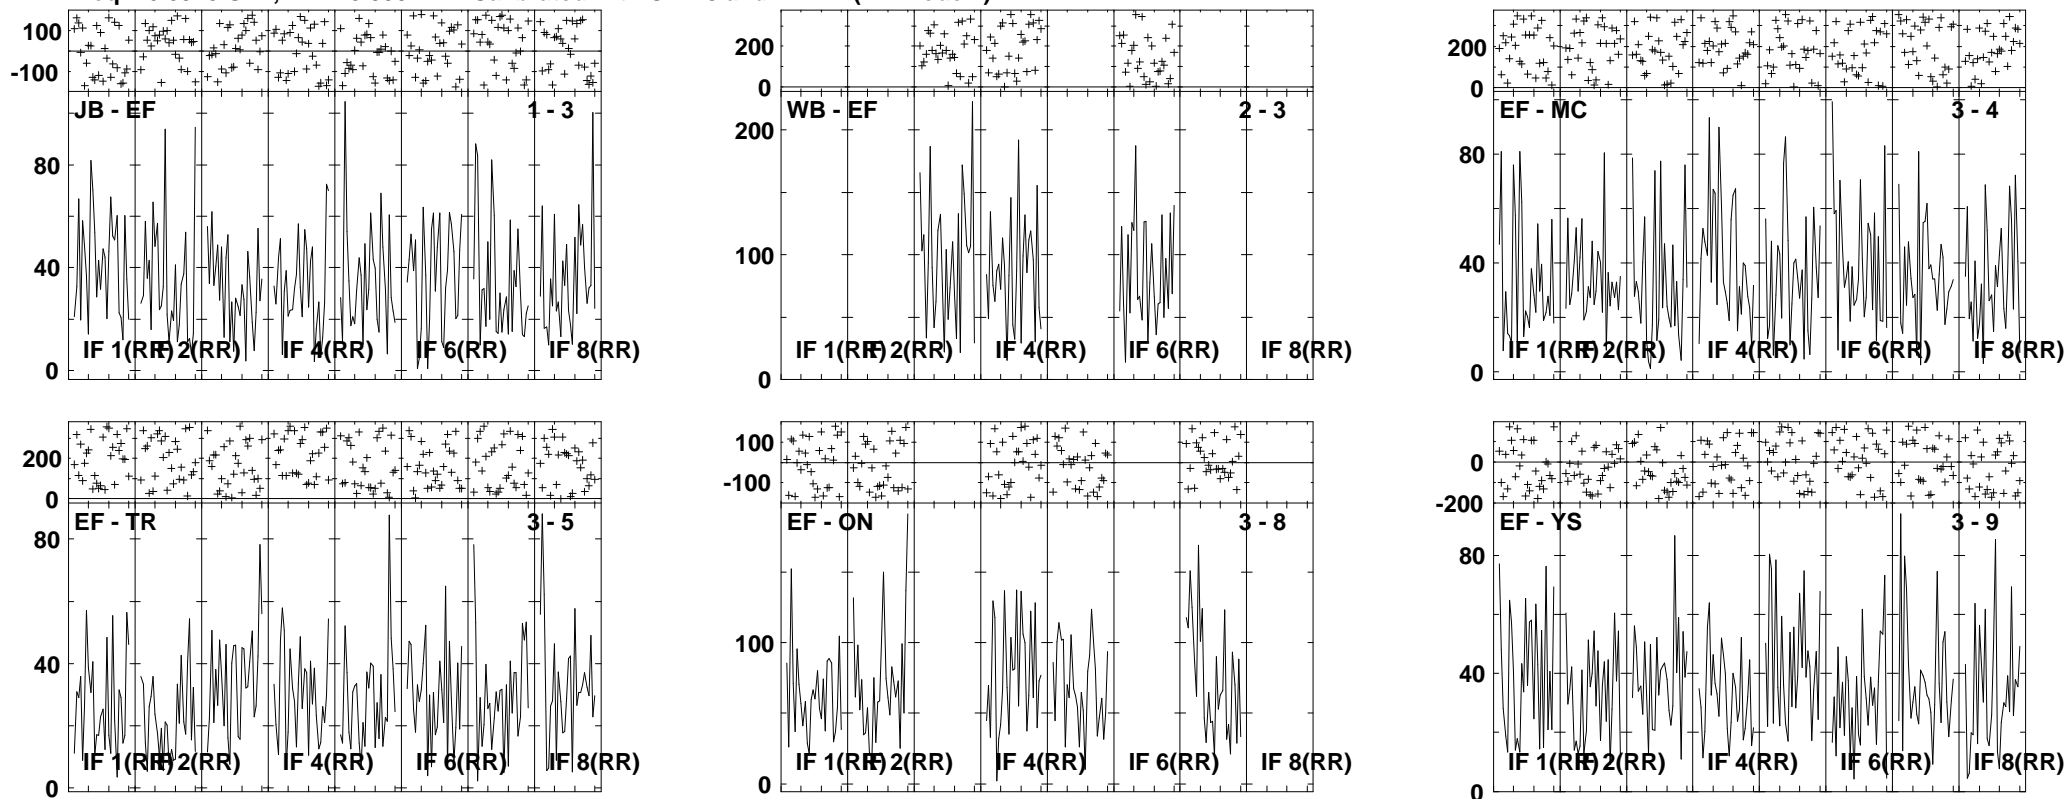 100
-100
JB - EF 1 - 3
80
40
0
IF 1(RR) IF 2(RR) IF 4(RR) IF 6(RR) IF 8(RR)
200
0
WB - EF 2 - 3
200
100
0
IF 1(RR) IF 2(RR) IF 4(RR) IF 6(RR) IF 8(RR)
200
0
EF - MC 3 - 4
80
40
0
IF 1(RR) IF 2(RR) IF 4(RR) IF 6(RR) IF 8(RR)
200
0
EF - TR 3 - 5
80
40
0
IF 1(RR) IF 2(RR) IF 4(RR) IF 6(RR) IF 8(RR)
100
-100
EF - ON 3 - 8
100
0
IF 1(RR) IF 2(RR) IF 4(RR) IF 6(RR) IF 8(RR)
0
-200
EF - YS 3 - 9
80
40
0
IF 1(RR) IF 2(RR) IF 4(RR) IF 6(RR) IF 8(RR)